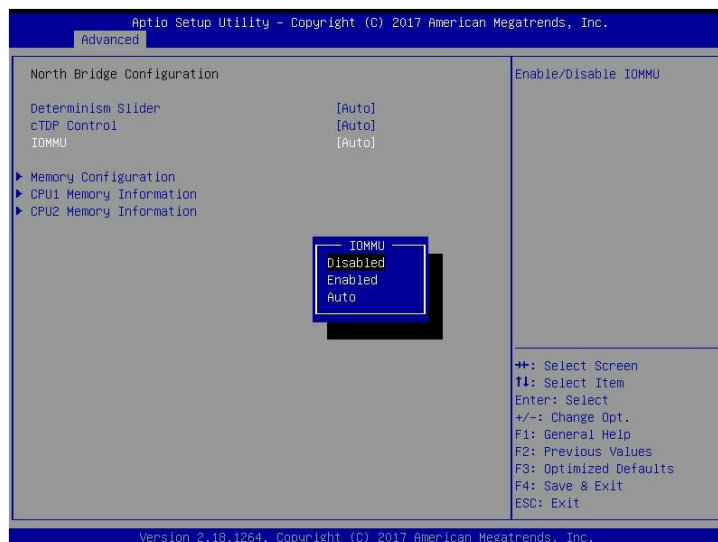 Aptio Setup Utility – Copyright (C) 2017 American Megatrends, Inc.
Advanced
North Bridge Configuration
Determinism Slider [Auto]
cTDP Control [Auto]
IOMMU [Auto]
Memory Configuration
CPU1 Memory Information
CPU2 Memory Information
IOMMU
Disabled
Enabled
Auto
Enable/Disable IOMMU
→←: Select Screen
↑↓: Select Item
Enter: Select
+/-: Change Opt.
F1: General Help
F2: Previous Values
F3: Optimized Defaults
F4: Save & Exit
ESC: Exit
Version 2.18.1264. Copyright (C) 2017 American Megatrends, Inc.